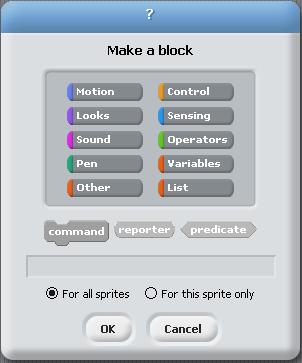 ?
Make a block
Motion Control
Looks Sensing
Sound Operators
Pen Variables
Other List
command reporter predicate
For all sprites For this sprite only
OK Cancel